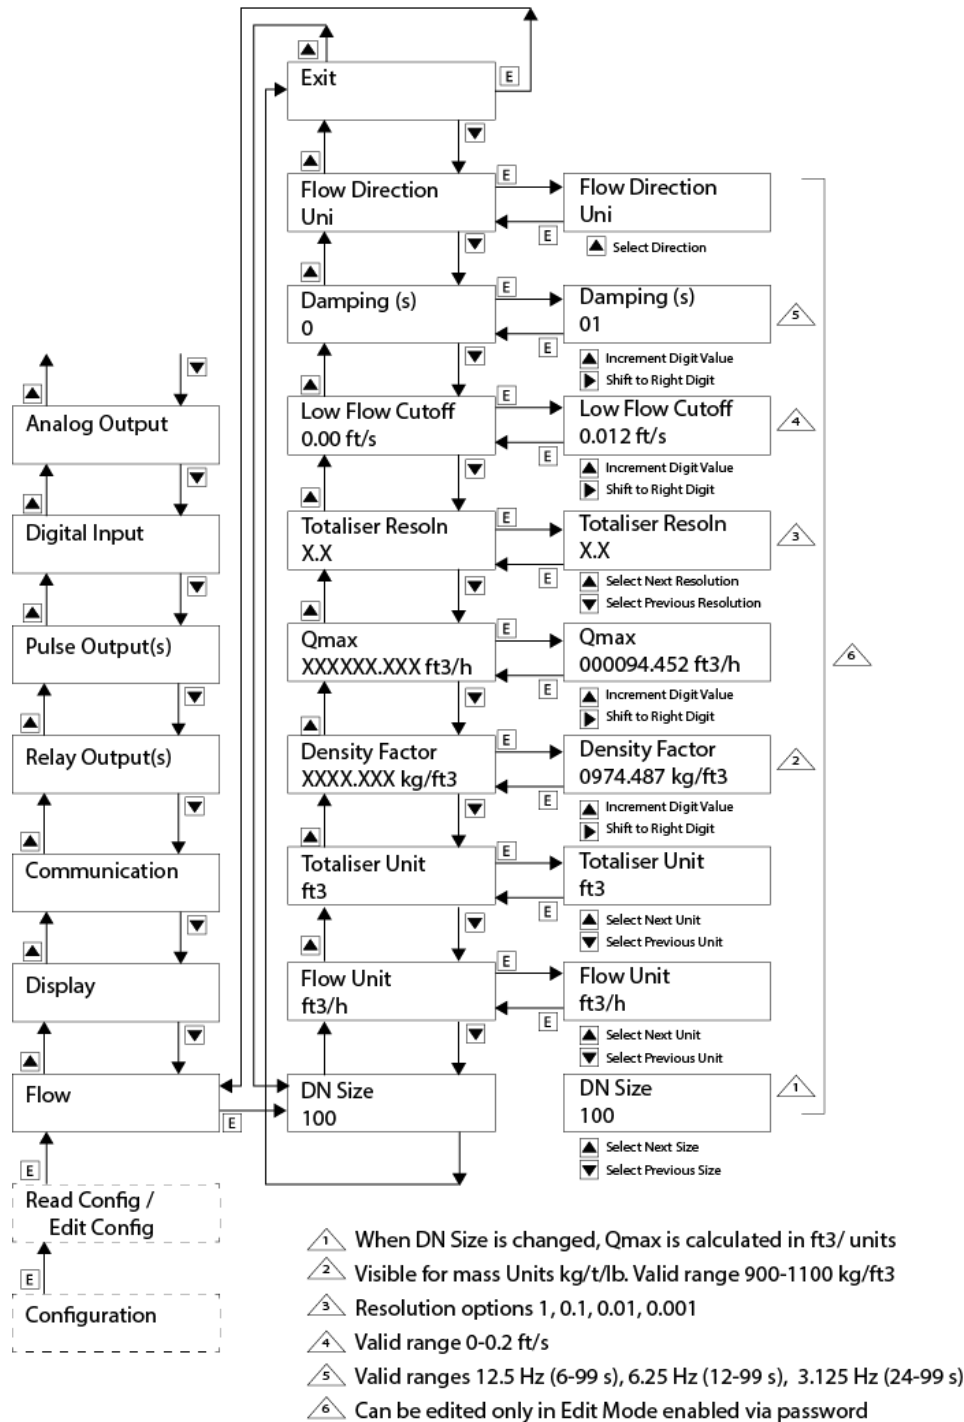 Exit
E
Flow Direction
Uni
E
E
Flow Direction
Uni
Select Direction
Damping (s)
0
E
E
Damping (s)
01
5
Increment Digit Value
Shift to Right Digit
Low Flow Cutoff
0.00 ft/s
E
E
Low Flow Cutoff
0.012 ft/s
4
Increment Digit Value
Shift to Right Digit
Totaliser Resoln
X.X
E
E
Totaliser Resoln
X.X
3
Select Next Resolution
Select Previous Resolution
Qmax
XXXXXX.XXX ft3/h
E
E
Qmax
000094.452 ft3/h
Increment Digit Value
Shift to Right Digit
6
Density Factor
XXXX.XXX kg/ft3
E
E
Density Factor
0974.487 kg/ft3
2
Increment Digit Value
Shift to Right Digit
Totaliser Unit
ft3
E
E
Totaliser Unit
ft3
Select Next Unit
Select Previous Unit
Flow Unit
ft3/h
E
E
Flow Unit
ft3/h
Select Next Unit
Select Previous Unit
DN Size
100
DN Size
100
1
Select Next Size
Select Previous Size
Analog Output
Digital Input
Pulse Output(s)
Relay Output(s)
Communication
Display
Flow
E
E
Read Config /
Edit Config
E
Configuration
1 When DN Size is changed, Qmax is calculated in ft3/ units
2 Visible for mass Units kg/t/lb. Valid range 900-1100 kg/ft3
3 Resolution options 1, 0.1, 0.01, 0.001
4 Valid range 0-0.2 ft/s
5 Valid ranges 12.5 Hz (6-99 s), 6.25 Hz (12-99 s), 3.125 Hz (24-99 s)
6 Can be edited only in Edit Mode enabled via password